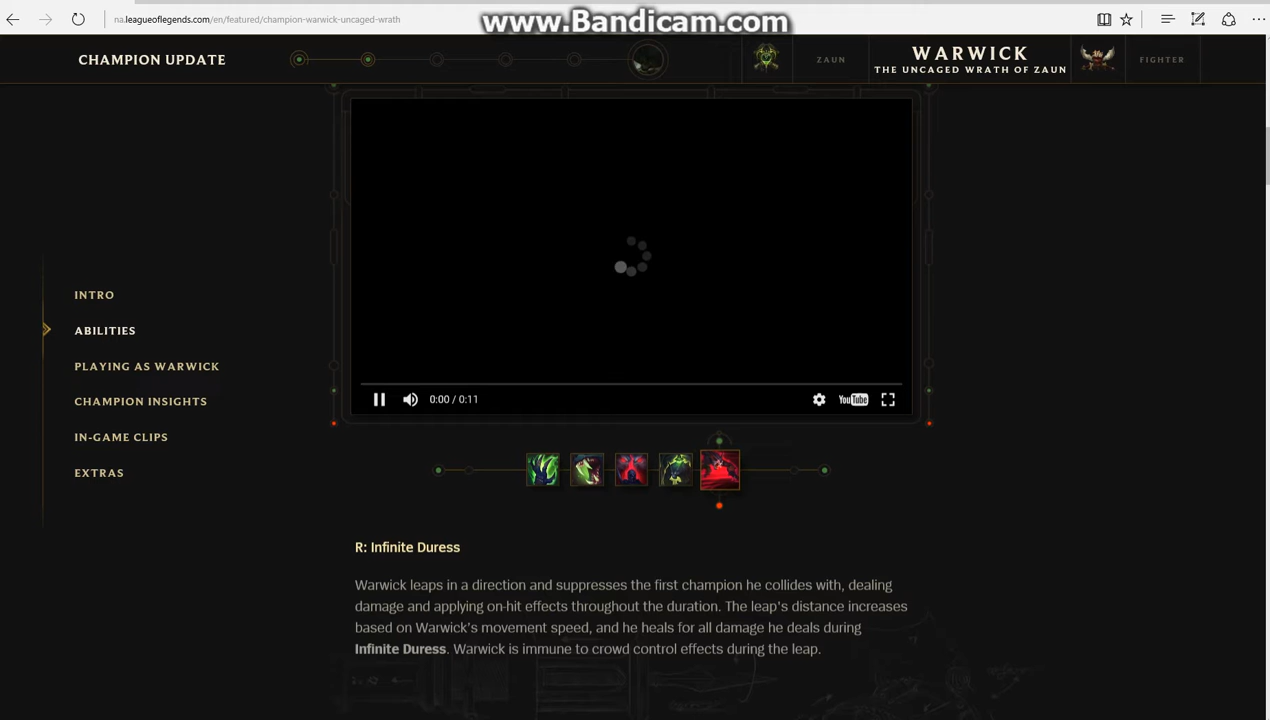 www.Bandicam.com
na.leagueoflegends.com/en/featured/champion-warwick-uncaged-wrath
CHAMPION UPDATE
ZAUN
WARWICK
THE UNCAGED WRATH OF ZAUN
FIGHTER
INTRO
ABILITIES
PLAYING AS WARWICK
CHAMPION INSIGHTS
IN-GAME CLIPS
EXTRAS
0:00 / 0:11
YouTube
R: Infinite Duress
Warwick leaps in a direction and suppresses the first champion he collides with, dealing
damage and applying on-hit effects throughout the duration. The leap's distance increases
based on Warwick's movement speed, and he heals for all damage he deals during
Infinite Duress. Warwick is immune to crowd control effects during the leap.